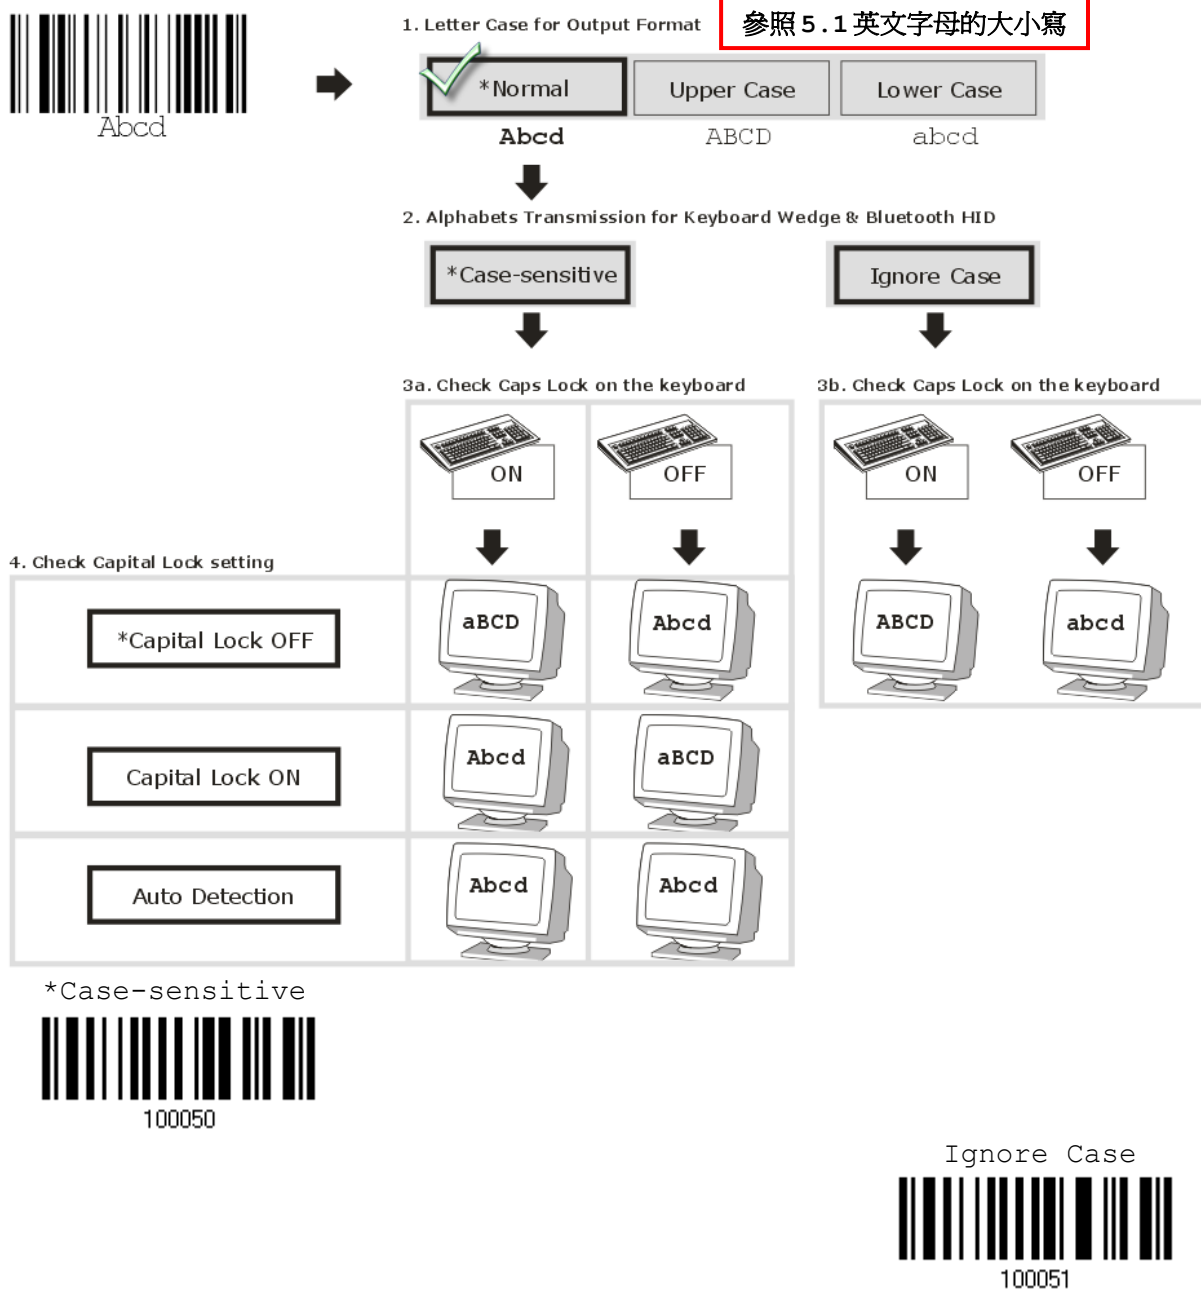 1. Letter Case for Output Format
參照 5.1 英文字母的大小寫
*Normal
Upper Case
Lower Case
Abcd
Abcd
ABCD
abcd
2. Alphabets Transmission for Keyboard Wedge & Bluetooth HID
*Case-sensitive
Ignore Case
3a. Check Caps Lock on the keyboard
3b. Check Caps Lock on the keyboard
ON
OFF
ON
OFF
4. Check Capital Lock setting
*Capital Lock OFF
aBCD
Abcd
ABCD
abcd
Capital Lock ON
Abcd
aBCD
Auto Detection
Abcd
Abcd
*Case-sensitive
100050
Ignore Case
100051